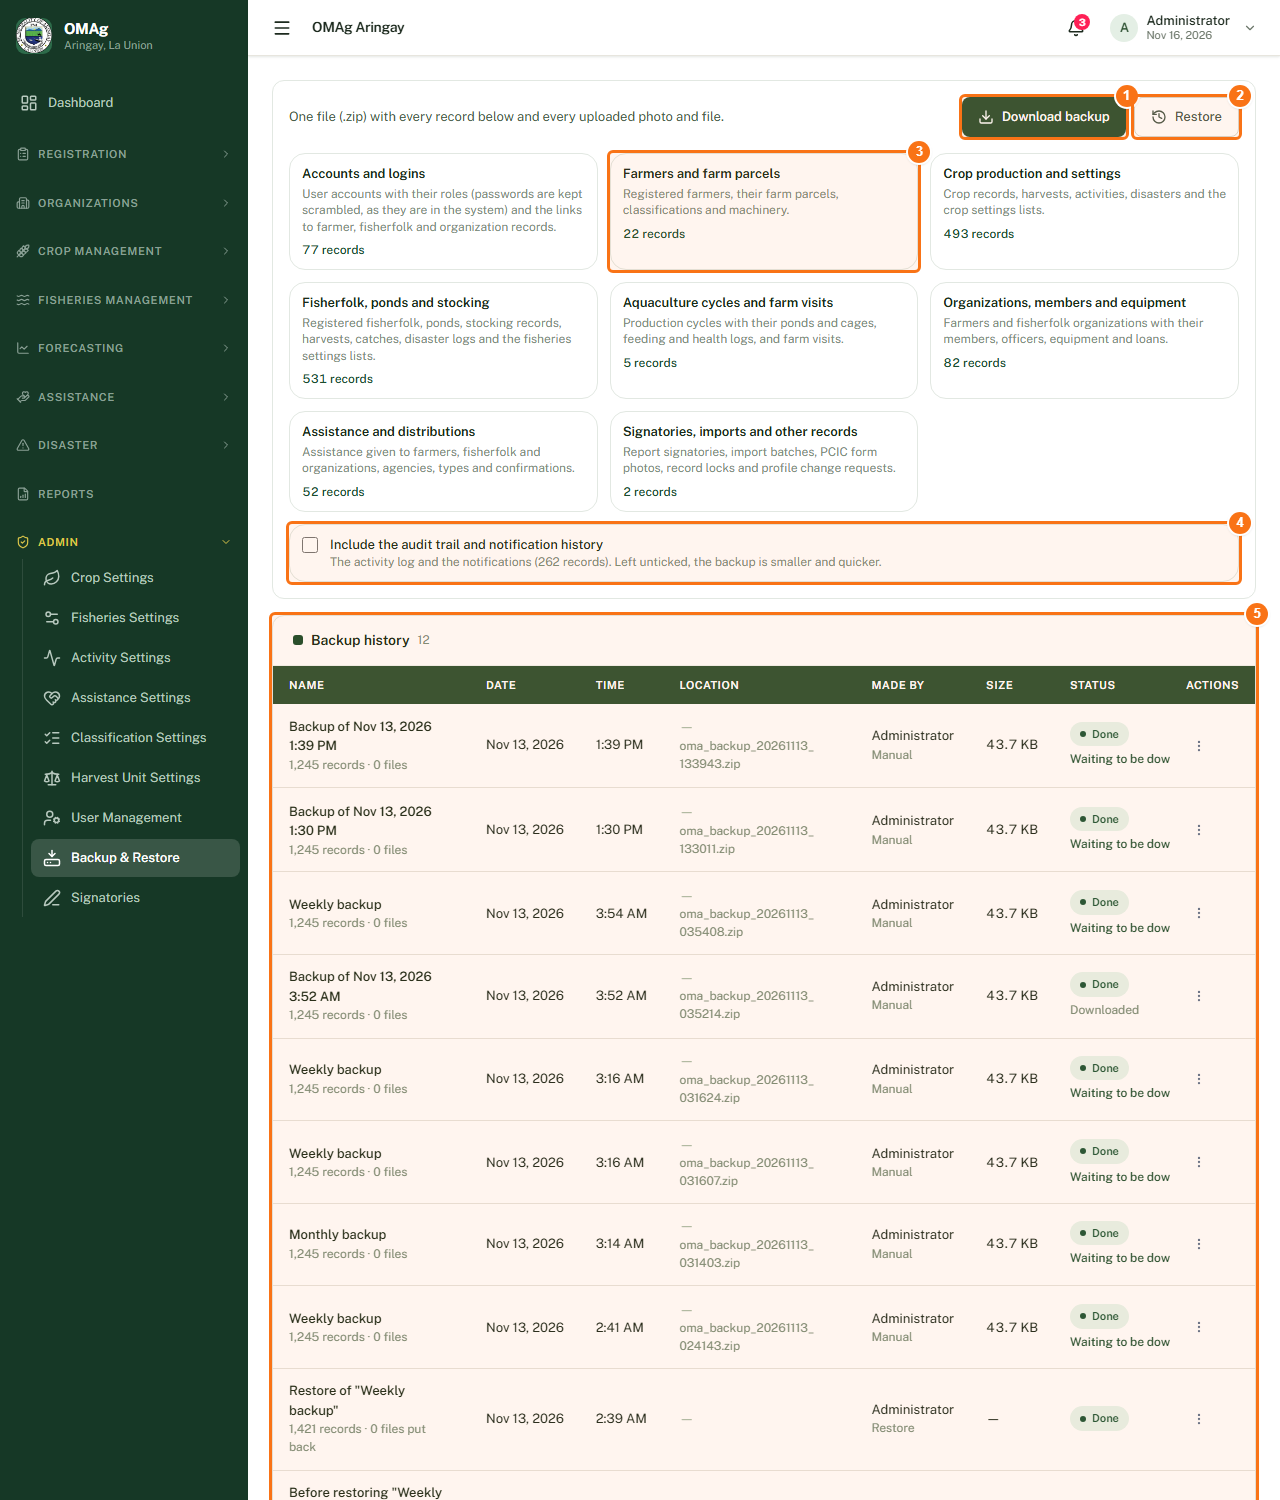 OMAg
Aringay, La Union
Dashboard
REGISTRATION
ORGANIZATIONS
CROP MANAGEMENT
FISHERIES MANAGEMENT
FORECASTING
ASSISTANCE
DISASTER
REPORTS
ADMIN
Crop Settings
Fisheries Settings
Activity Settings
Assistance Settings
Classification Settings
Harvest Unit Settings
User Management
Backup & Restore
Signatories
OMAg Aringay
3
A
Administrator
Nov 16, 2026
One file (.zip) with every record below and every uploaded photo and file.
Download backup
1
Restore
2
Accounts and logins
User accounts with their roles (passwords are kept
scrambled, as they are in the system) and the links
to farmer, fisherfolk and organization records.
77 records
3
Farmers and farm parcels
Registered farmers, their farm parcels,
classifications and machinery.
22 records
Crop production and settings
Crop records, harvests, activities, disasters and the
crop settings lists.
493 records
Fisherfolk, ponds and stocking
Registered fisherfolk, ponds, stocking records,
harvests, catches, disaster logs and the fisheries
settings lists.
531 records
Aquaculture cycles and farm visits
Production cycles with their ponds and cages,
feeding and health logs, and farm visits.
5 records
Organizations, members and equipment
Farmers and fisherfolk organizations with their
members, officers, equipment and loans.
82 records
Assistance and distributions
Assistance given to farmers, fisherfolk and
organizations, agencies, types and confirmations.
52 records
Signatories, imports and other records
Report signatories, import batches, PCIC form
photos, record locks and profile change requests.
2 records
4
Include the audit trail and notification history
The activity log and the notifications (262 records). Left unticked, the backup is smaller and quicker.
5
Backup history 12
NAME DATE TIME LOCATION MADE BY SIZE STATUS ACTIONS
Backup of Nov 13, 2026
1:39 PM
1,245 records · 0 files
Nov 13, 2026
1:39 PM
—
oma_backup_20261113_
133943.zip
Administrator
Manual
43.7 KB
Done
Waiting to be dow
Backup of Nov 13, 2026
1:30 PM
1,245 records · 0 files
Nov 13, 2026
1:30 PM
—
oma_backup_20261113_
133011.zip
Administrator
Manual
43.7 KB
Done
Waiting to be dow
Weekly backup
1,245 records · 0 files
Nov 13, 2026
3:54 AM
—
oma_backup_20261113_
035408.zip
Administrator
Manual
43.7 KB
Done
Waiting to be dow
Backup of Nov 13, 2026
3:52 AM
1,245 records · 0 files
Nov 13, 2026
3:52 AM
—
oma_backup_20261113_
035214.zip
Administrator
Manual
43.7 KB
Done
Downloaded
Weekly backup
1,245 records · 0 files
Nov 13, 2026
3:16 AM
—
oma_backup_20261113_
031624.zip
Administrator
Manual
43.7 KB
Done
Waiting to be dow
Weekly backup
1,245 records · 0 files
Nov 13, 2026
3:16 AM
—
oma_backup_20261113_
031607.zip
Administrator
Manual
43.7 KB
Done
Waiting to be dow
Monthly backup
1,245 records · 0 files
Nov 13, 2026
3:14 AM
—
oma_backup_20261113_
031403.zip
Administrator
Manual
43.7 KB
Done
Waiting to be dow
Weekly backup
1,245 records · 0 files
Nov 13, 2026
2:41 AM
—
oma_backup_20261113_
024143.zip
Administrator
Manual
43.7 KB
Done
Waiting to be dow
Restore of "Weekly
backup"
1,421 records · 0 files put
back
Nov 13, 2026
2:39 AM
—
Administrator
Restore
—
Done
Before restoring "Weekly